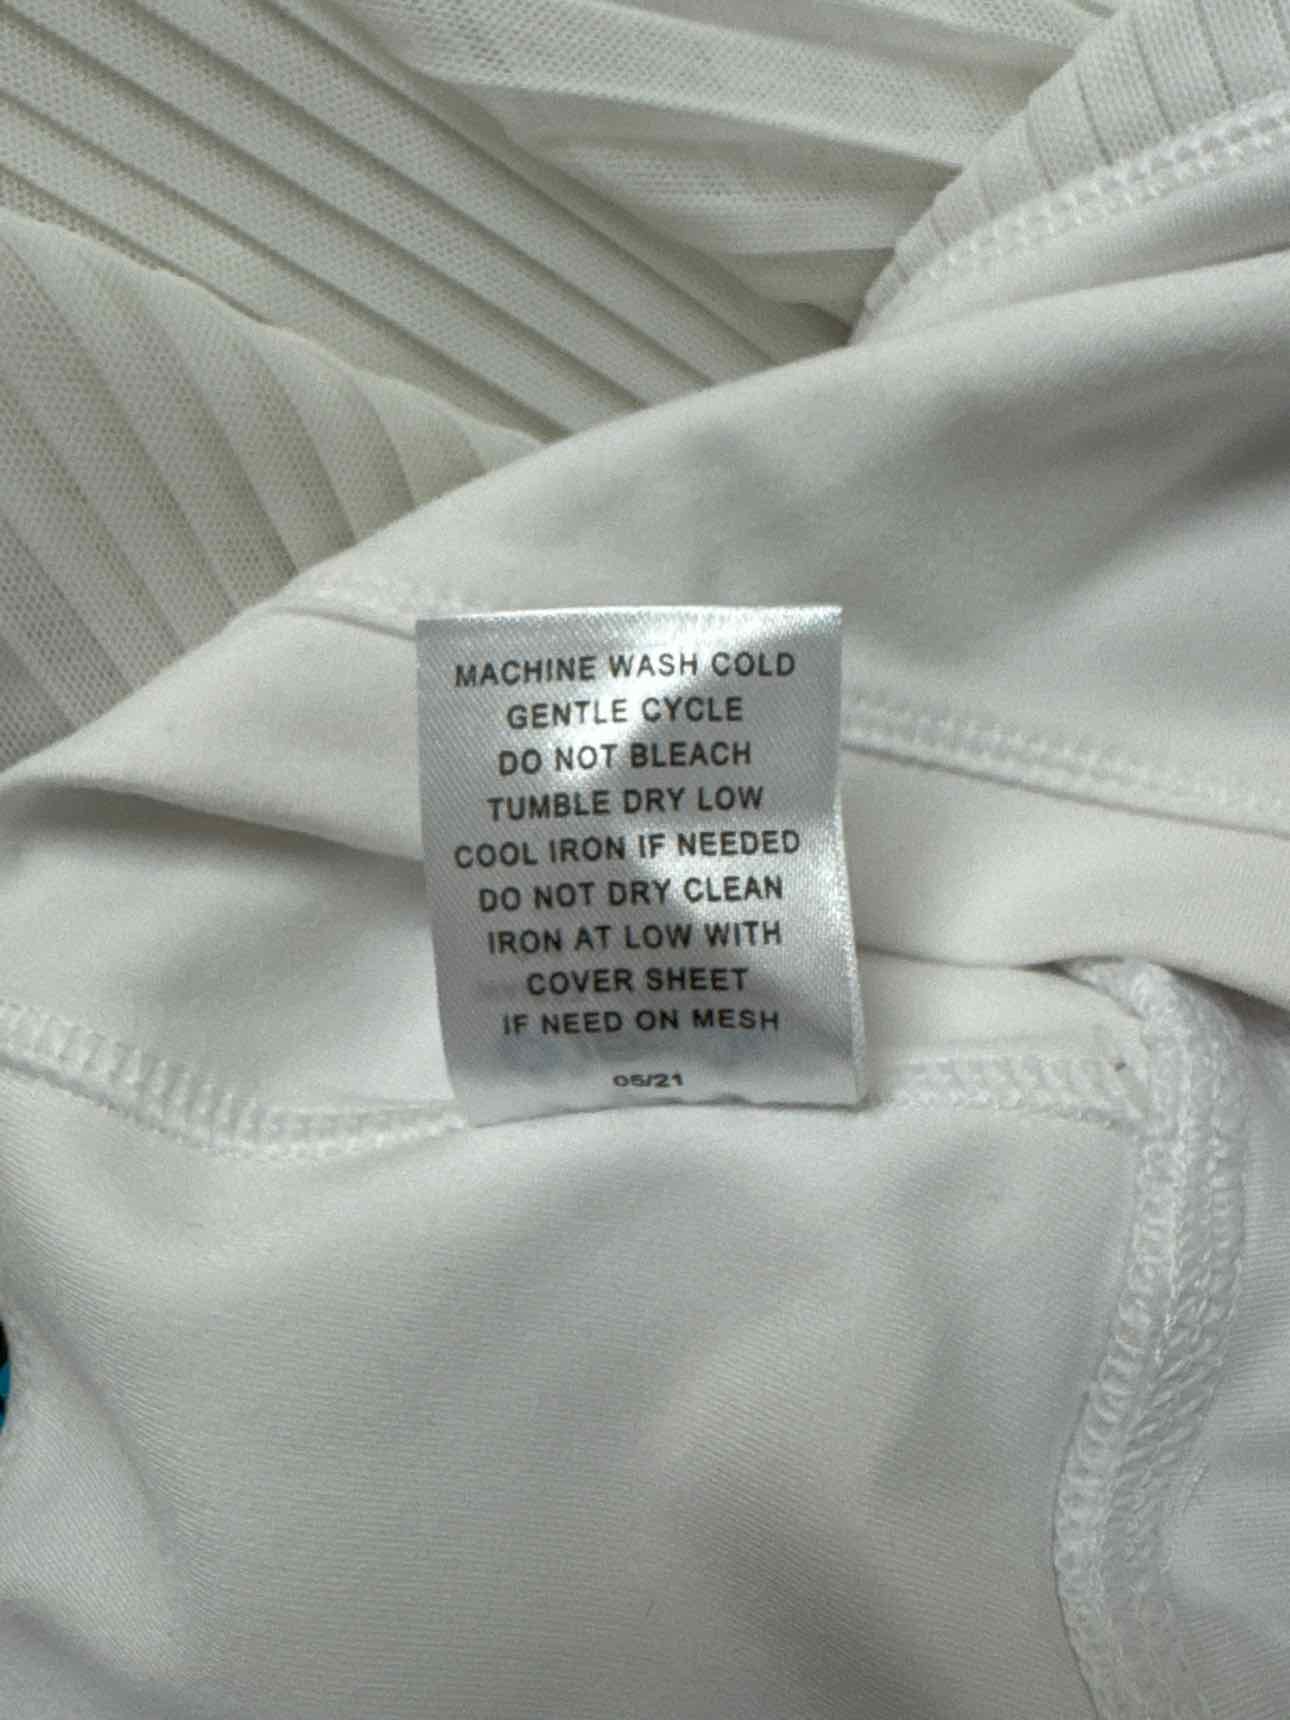 MACHINE WASH COLD
GENTLE CYCLE
DO NOT BLEACH
TUMBLE DRY LOW
COOL IRON IF NEEDED
DO NOT DRY CLEAN
IRON AT LOW WITH
COVER SHEET
IF NEED ON MESH
05/21